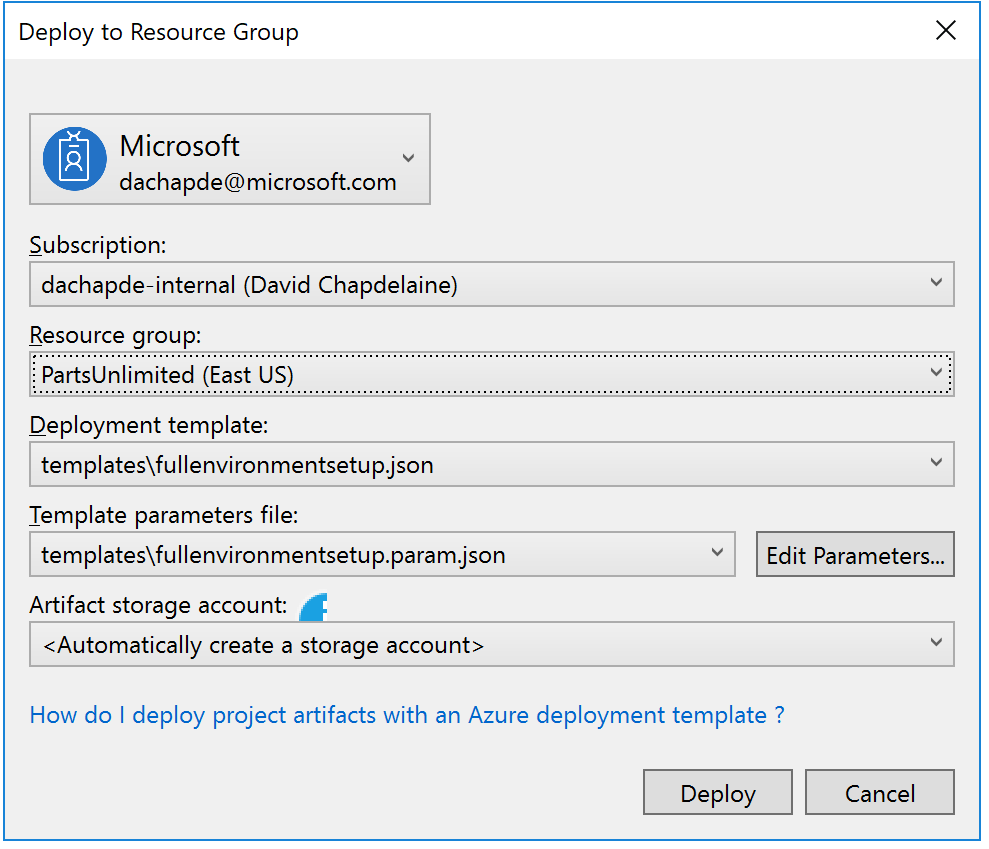 Deploy to Resource Group
Microsoft
dachapde@microsoft.com
Subscription:
dachapde-internal (David Chapdelaine)
Resource group:
PartsUnlimited (East US)
Deployment template:
templates\fullenvironmentsetup.json
Template parameters file:
templates\fullenvironmentsetup.param.json
Edit Parameters...
Artifact storage account:
<Automatically create a storage account>
How do I deploy project artifacts with an Azure deployment template ?
Deploy
Cancel